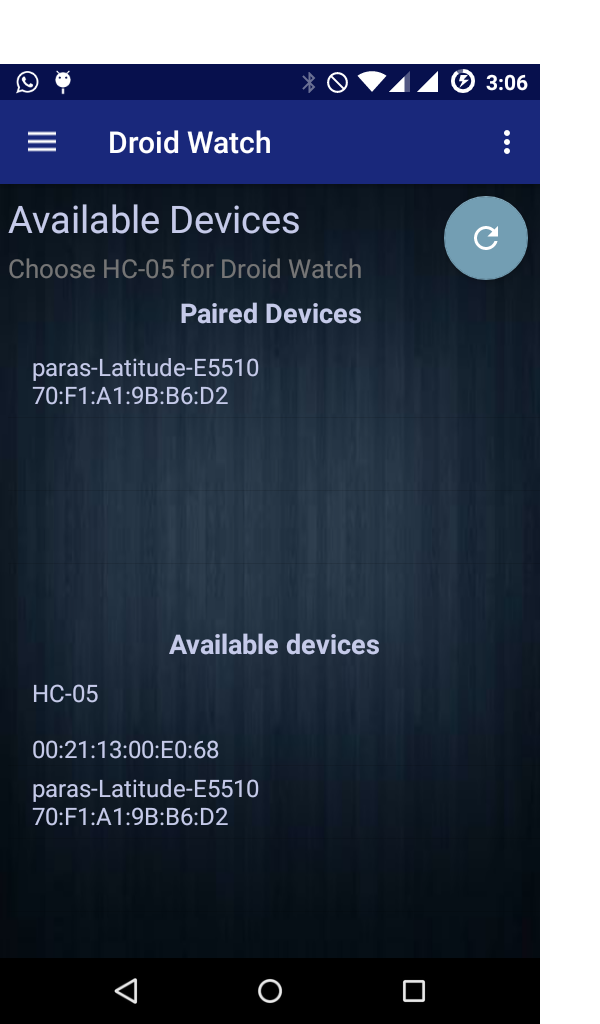 3:06
Droid Watch
Available Devices
Choose HC-05 for Droid Watch
Paired Devices
paras-Latitude-E5510
70:F1:A1:9B:B6:D2
Available devices
HC-05
00:21:13:00:E0:68
paras-Latitude-E5510
70:F1:A1:9B:B6:D2